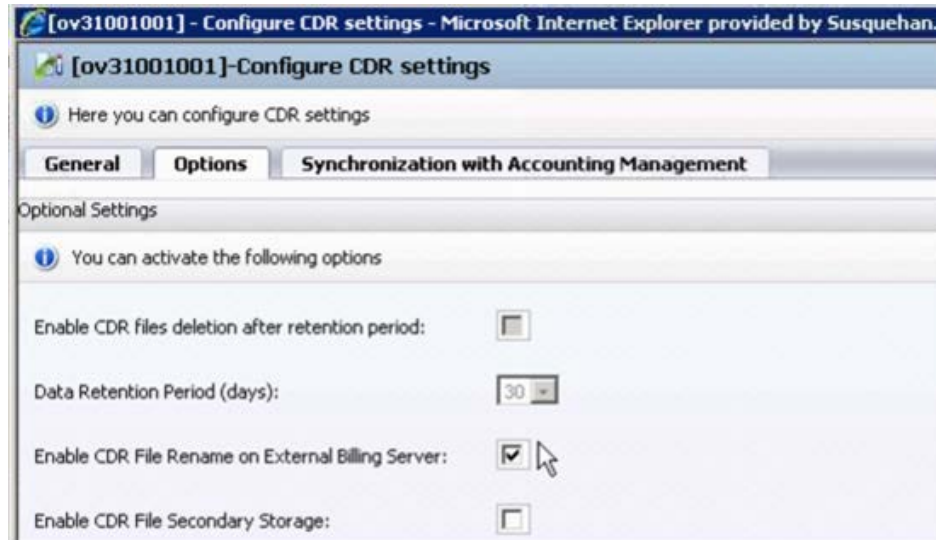 [ov31001001] - Configure CDR settings - Microsoft Internet Explorer provided by Susquehan.
[ov31001001]-Configure CDR settings
Here you can configure CDR settings
General Options Synchronization with Accounting Management
Optional Settings
You can activate the following options
Enable CDR files deletion after retention period:
Data Retention Period (days): 30
Enable CDR File Rename on External Billing Server:
Enable CDR File Secondary Storage: